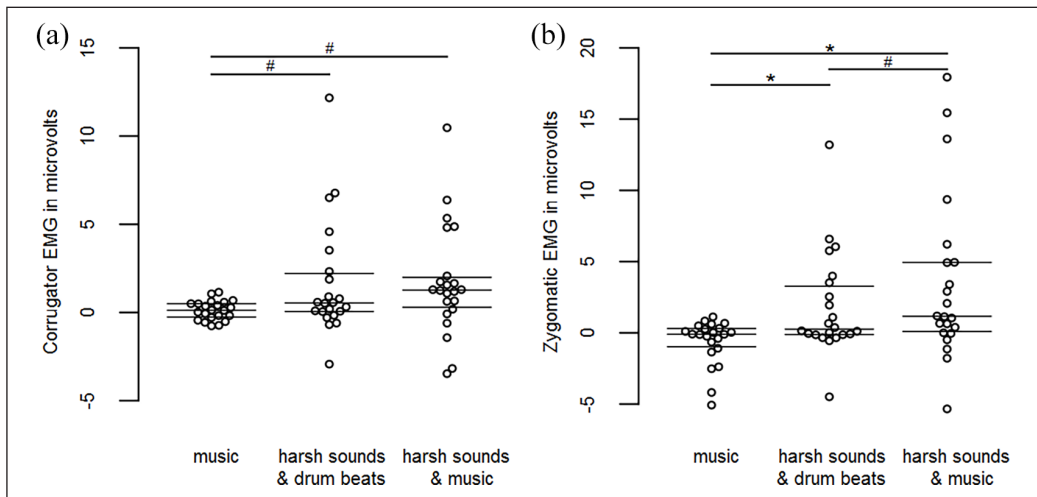 (a)
Corrugator EMG in microvolts
15
10
5
0
-5
#
#
music
harsh sounds
& drum beats
harsh sounds
& music
(b)
Zygomatic EMG in microvolts
20
15
10
5
0
-5
*
#
*
music
harsh sounds
& drum beats
harsh sounds
& music